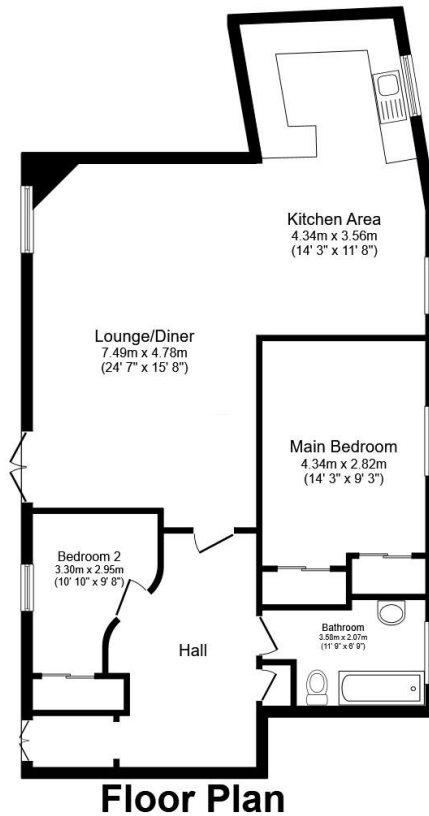 Kitchen Area
4.34m x 3.56m
(14' 3" x 11' 8")
Lounge/Diner
7.49m x 4.78m
(24' 7" x 15' 8")
Main Bedroom
4.34m x 2.82m
(14' 3" x 9' 3")
Bedroom 2
3.30m x 2.95m
(10' 10" x 9' 8")
Bathroom
3.58m x 2.07m
(11' 9" x 6' 9")
Hall
Floor Plan